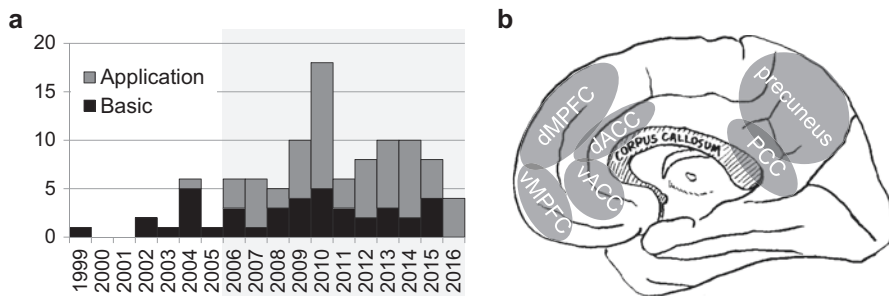 a
20
15
10
5
0
Application
Basic
1999
2000
2001
2002
2003
2004
2005
2006
2007
2008
2009
2010
2011
2012
2013
2014
2015
2016
b
dMPFC
dACC
vMPFC
vACC
CORPUS CALLOSUM
precuneus
PCC